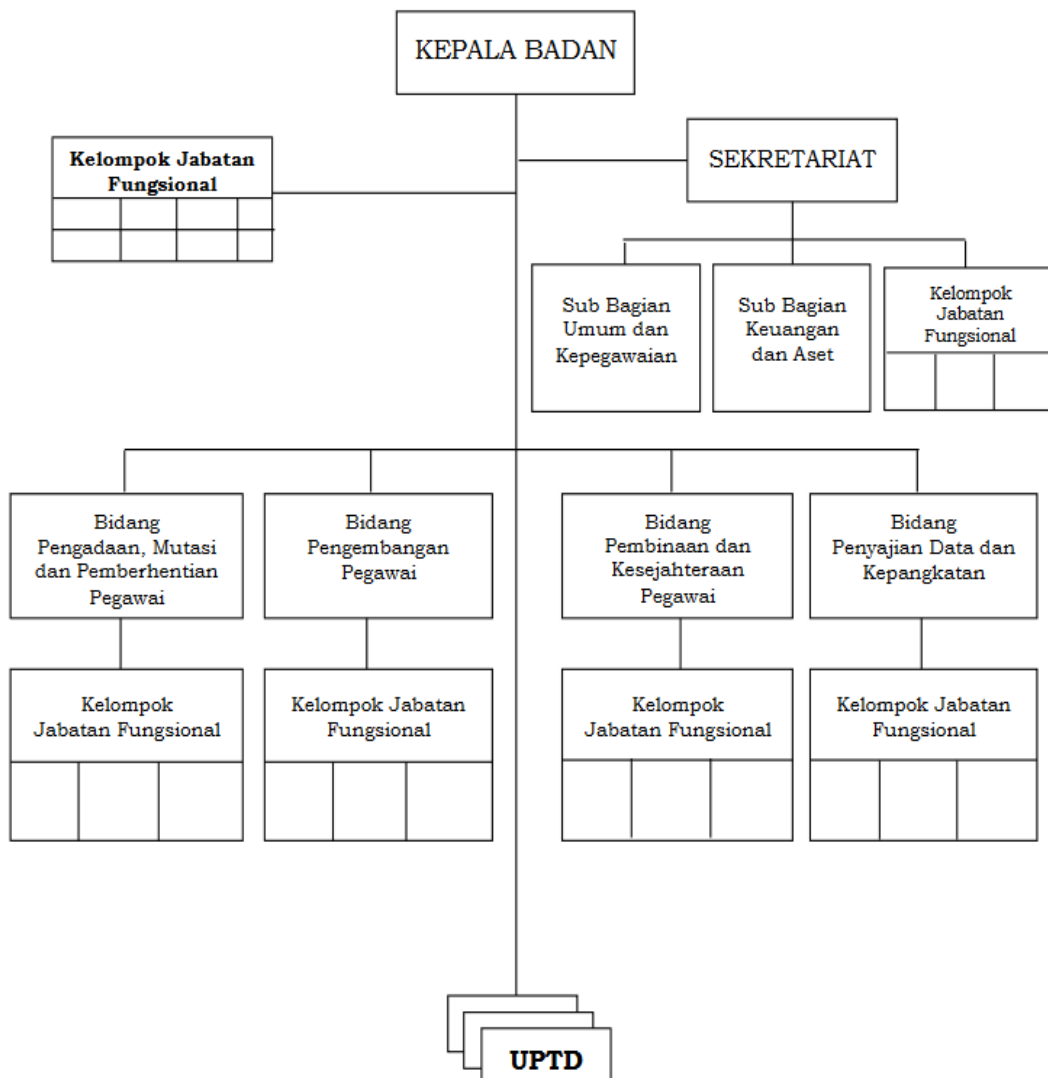 KEPALA BADAN
Kelompok Jabatan
Fungsional
SEKRETARIAT
Sub Bagian
Umum dan
Kepegawaian
Sub Bagian
Keuangan
dan Aset
Kelompok
Jabatan
Fungsional
Bidang
Pengadaan, Mutasi
dan Pemberhentian
Pegawai
Bidang
Pengembangan
Pegawai
Bidang
Pembinaan dan
Kesejahteraan
Pegawai
Bidang
Penyajian Data dan
Kepangkatan
Kelompok
Jabatan Fungsional
Kelompok Jabatan
Fungsional
Kelompok
Jabatan Fungsional
Kelompok Jabatan
Fungsional
UPTD